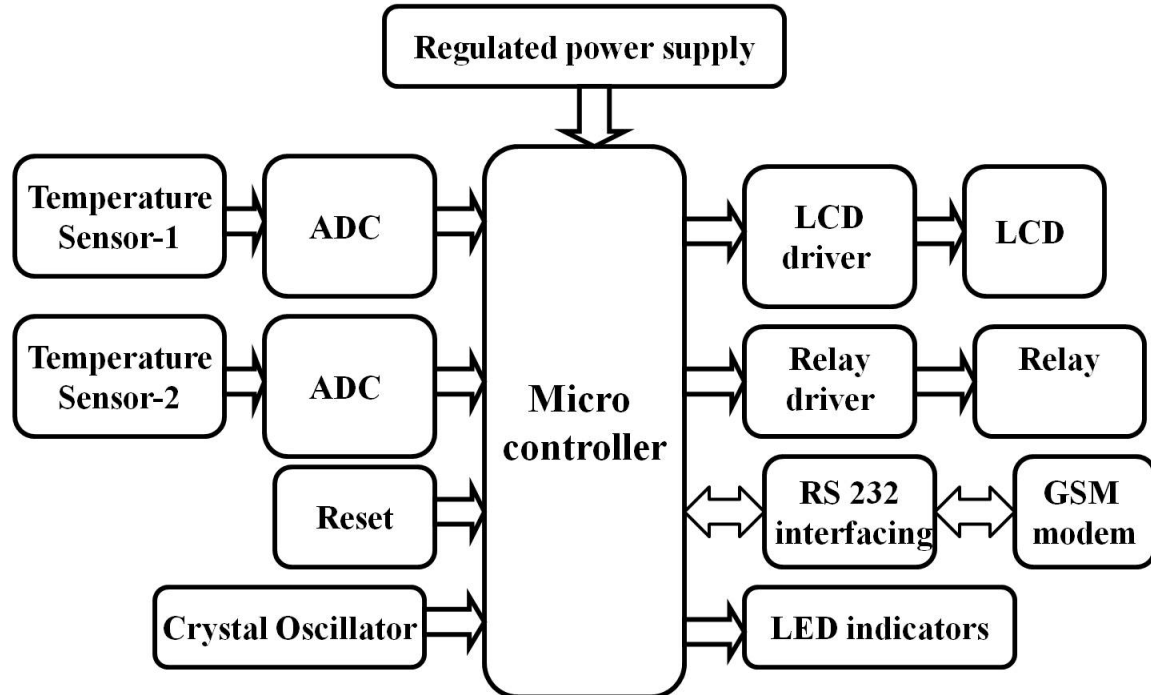 Regulated power supply
Temperature
Sensor-1
ADC
LCD
driver
LCD
Temperature
Sensor-2
ADC
Micro
controller
Relay
driver
Relay
Reset
RS 232
interfacing
GSM
modem
Crystal Oscillator
LED indicators